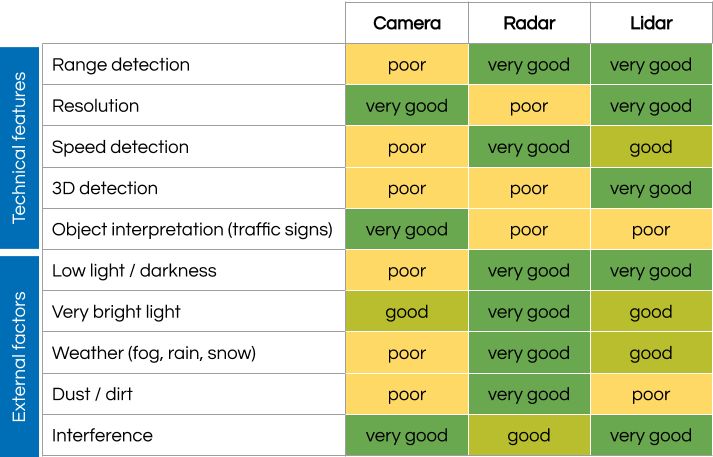 Camera Radar Lidar
Technical features
Range detection poor very good very good
Resolution very good poor very good
Speed detection poor very good good
3D detection poor poor very good
Object interpretation (traffic signs) very good poor poor
External factors
Low light / darkness poor very good very good
Very bright light good very good good
Weather (fog, rain, snow) poor very good good
Dust / dirt poor very good poor
Interference very good good very good